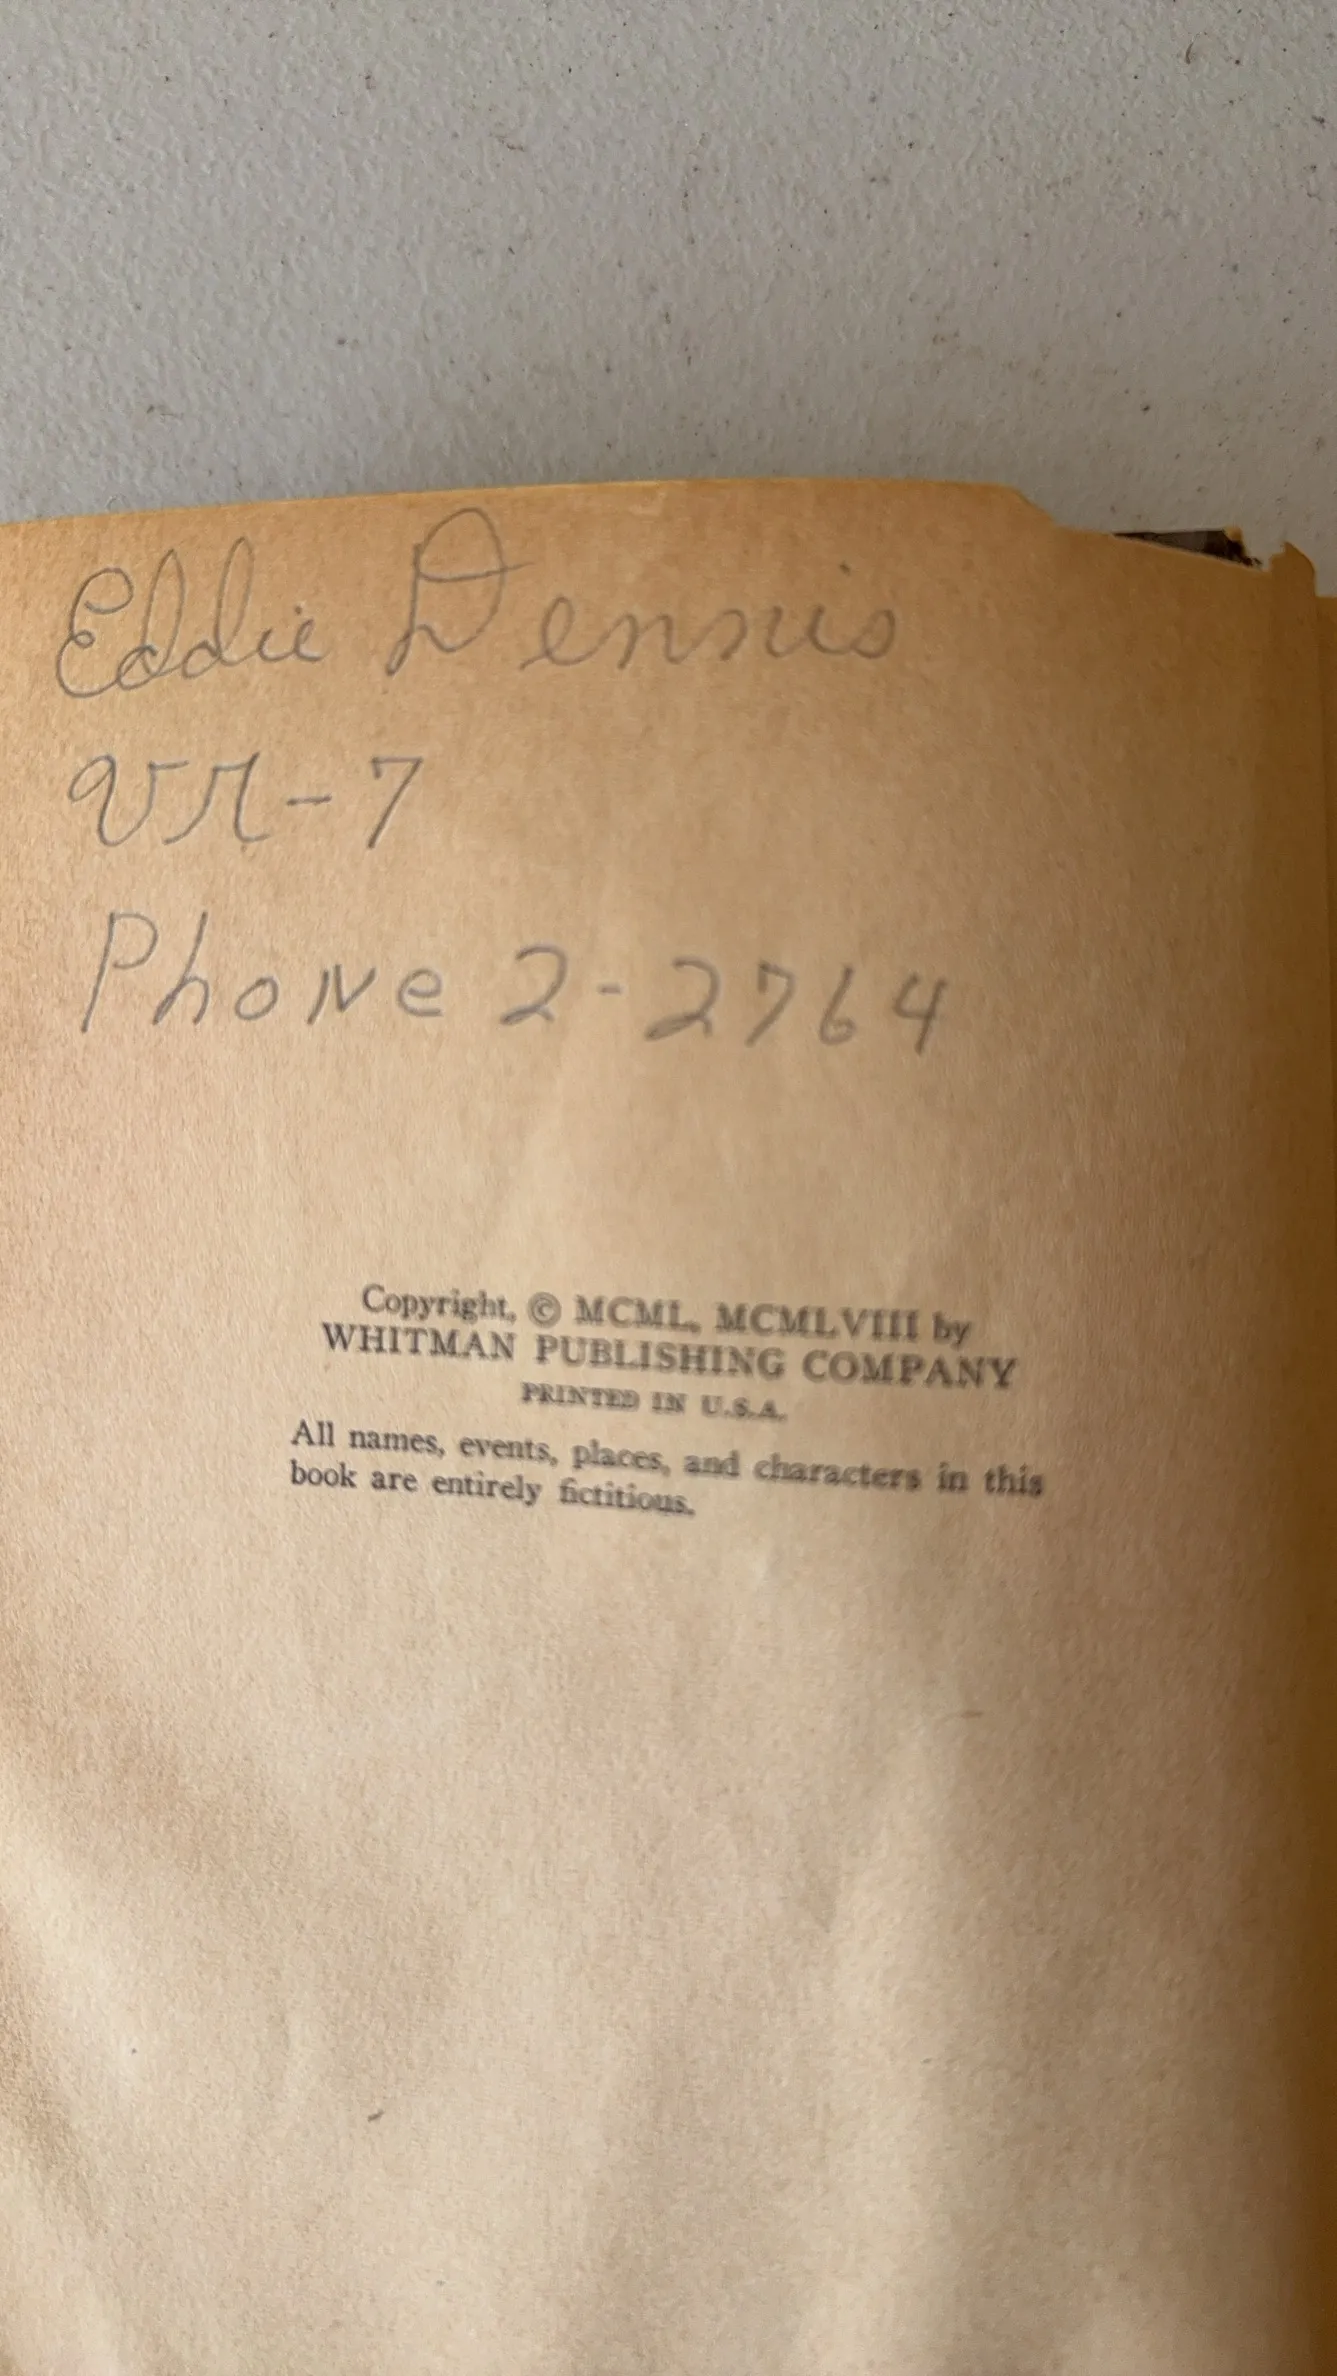 Eddie Dennis
VR-7
Phone 2-2764
Copyright, © MCML, MCMLVIII by
WHITMAN PUBLISHING COMPANY
PRINTED IN U.S.A.
All names, events, places, and characters in this
book are entirely fictitious.